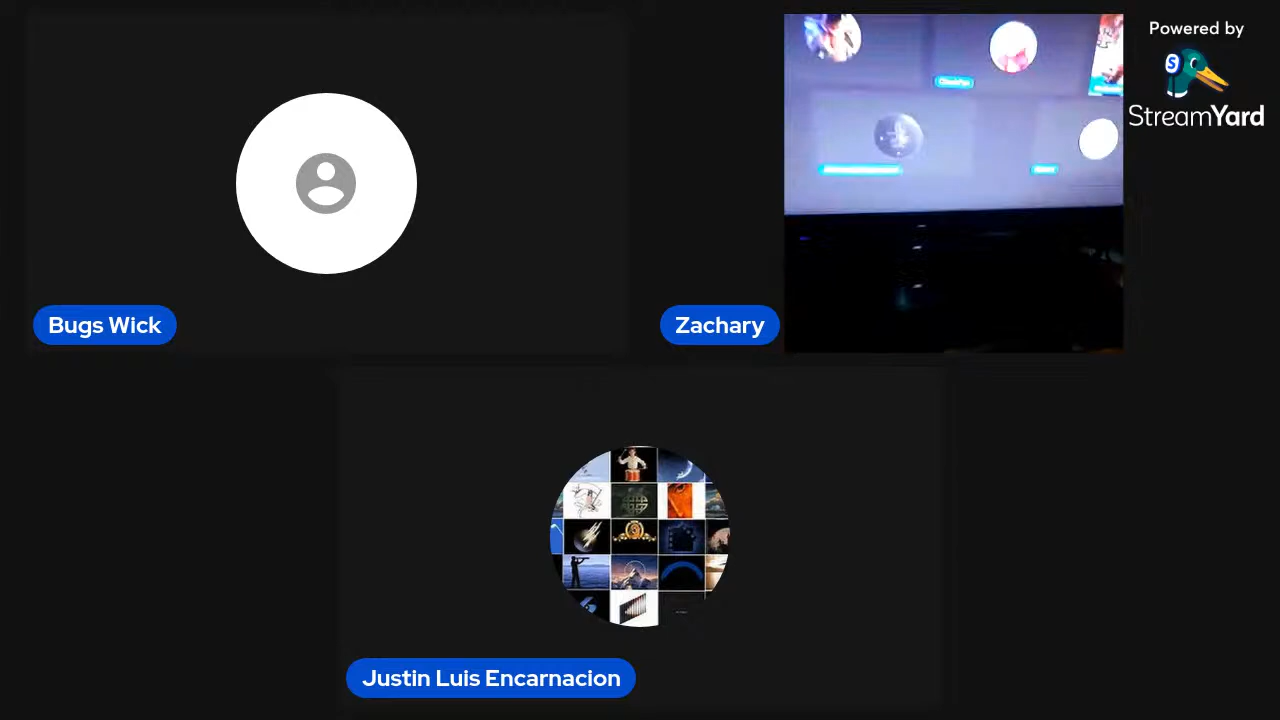 Powered by
StreamYard
Bugs Wick
Zachary
Justin Luis Encarnacion